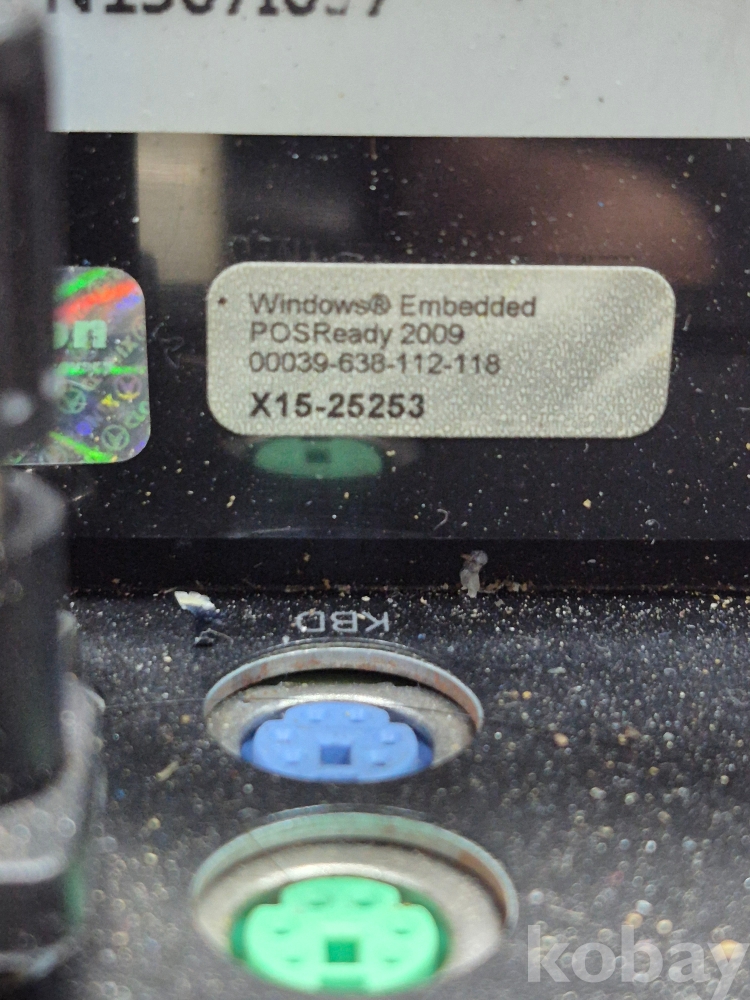 Windows® Embedded
POSReady 2009
00039-638-112-118
X15-25253
KBD
kobay